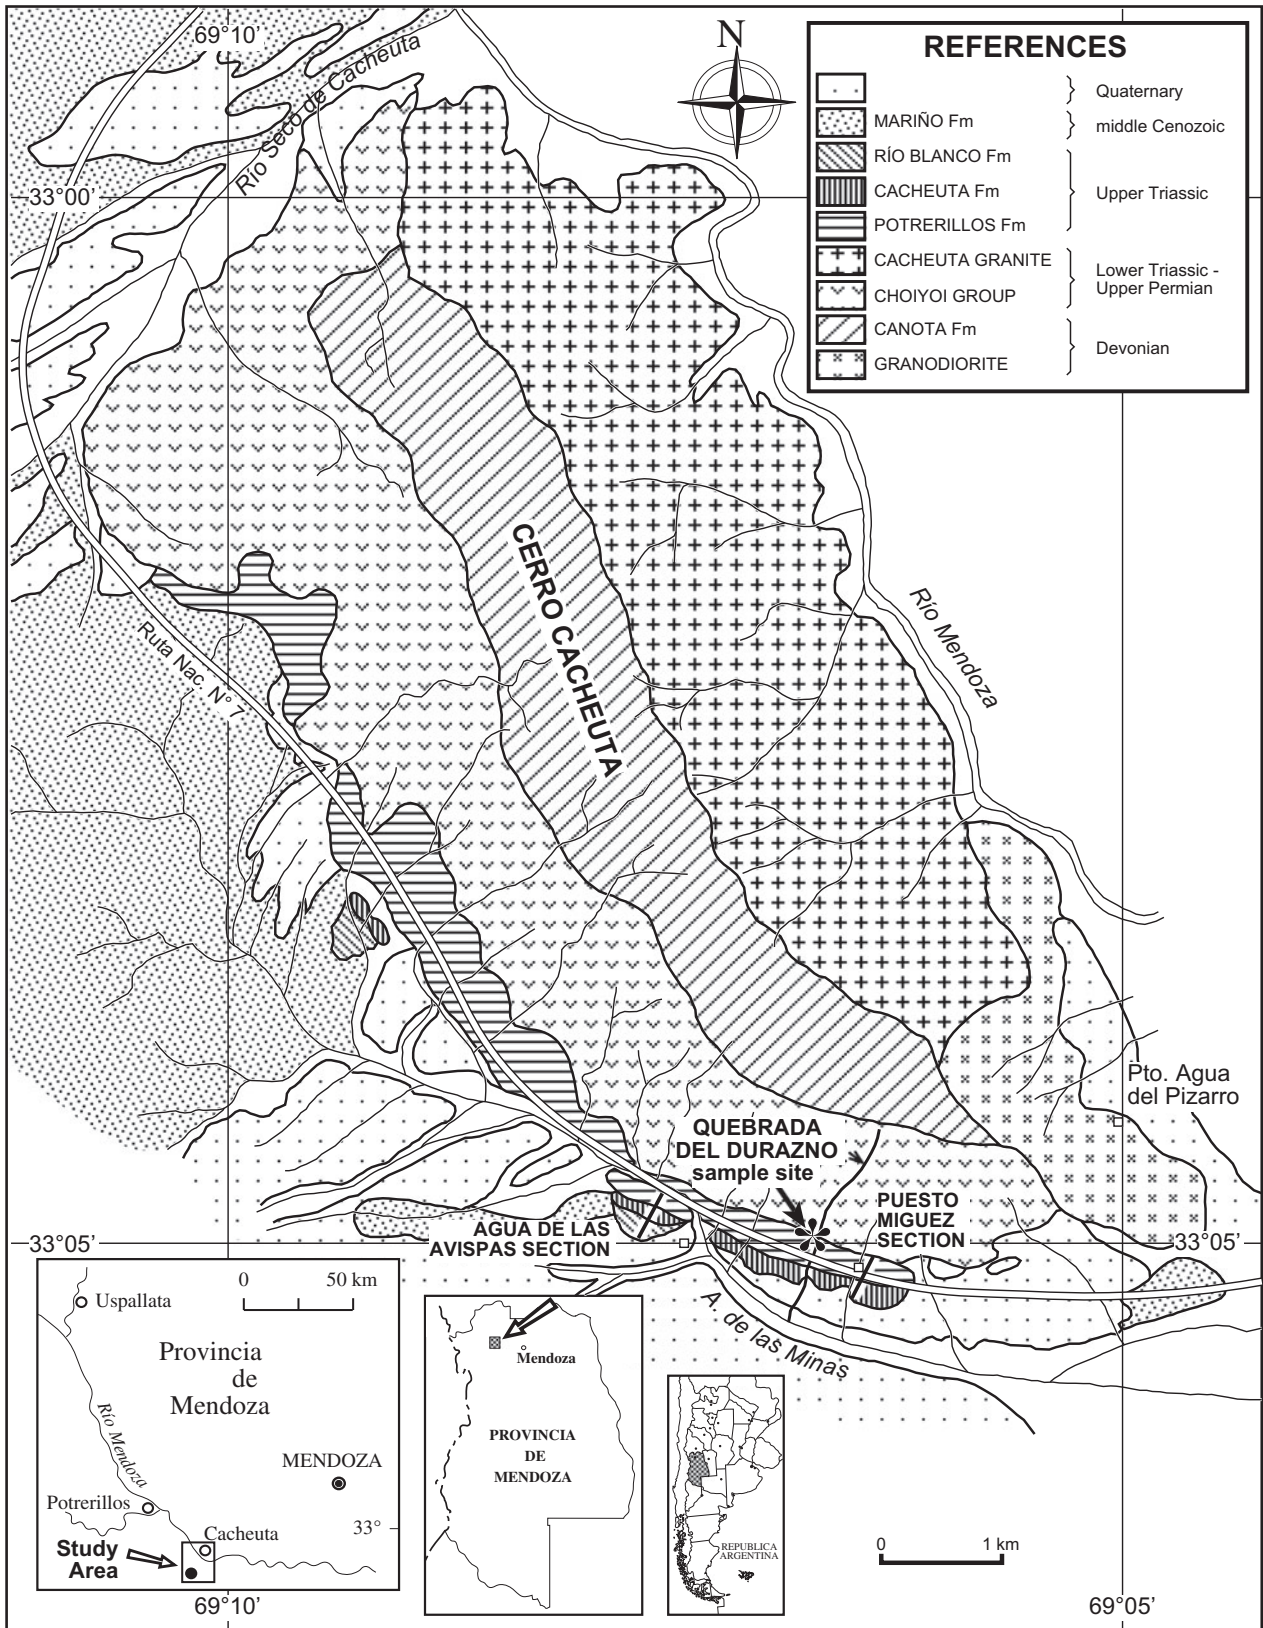 69°10'
N
Río Seco de Cacheuta
REFERENCES
Quaternary
MARIÑO Fm
middle Cenozoic
RÍO BLANCO Fm
CACHEUTA Fm
Upper Triassic
POTRERILLOS Fm
CACHEUTA GRANITE
Lower Triassic -
Upper Permian
CHOIYOI GROUP
CANOTA Fm
Devonian
GRANODIORITE
33°00'
CERRO CACHEUTA
Río Mendoza
Ruta Nac. N° 7
Pto. Agua
del Pizarro
QUEBRADA
DEL DURAZNO
sample site
PUESTO
MIGUEZ
SECTION
AGUA DE LAS
AVISPAS SECTION
33°05'
33°05'
A. de las Minas
0 50 km
Uspallata
Provincia
de
Mendoza
Río Mendoza
MENDOZA
Potrerillos
33°
Cacheuta
Study
Area
Mendoza
PROVINCIA
DE
MENDOZA
REPUBLICA
ARGENTINA
0 1 km
69°10'
69°05'